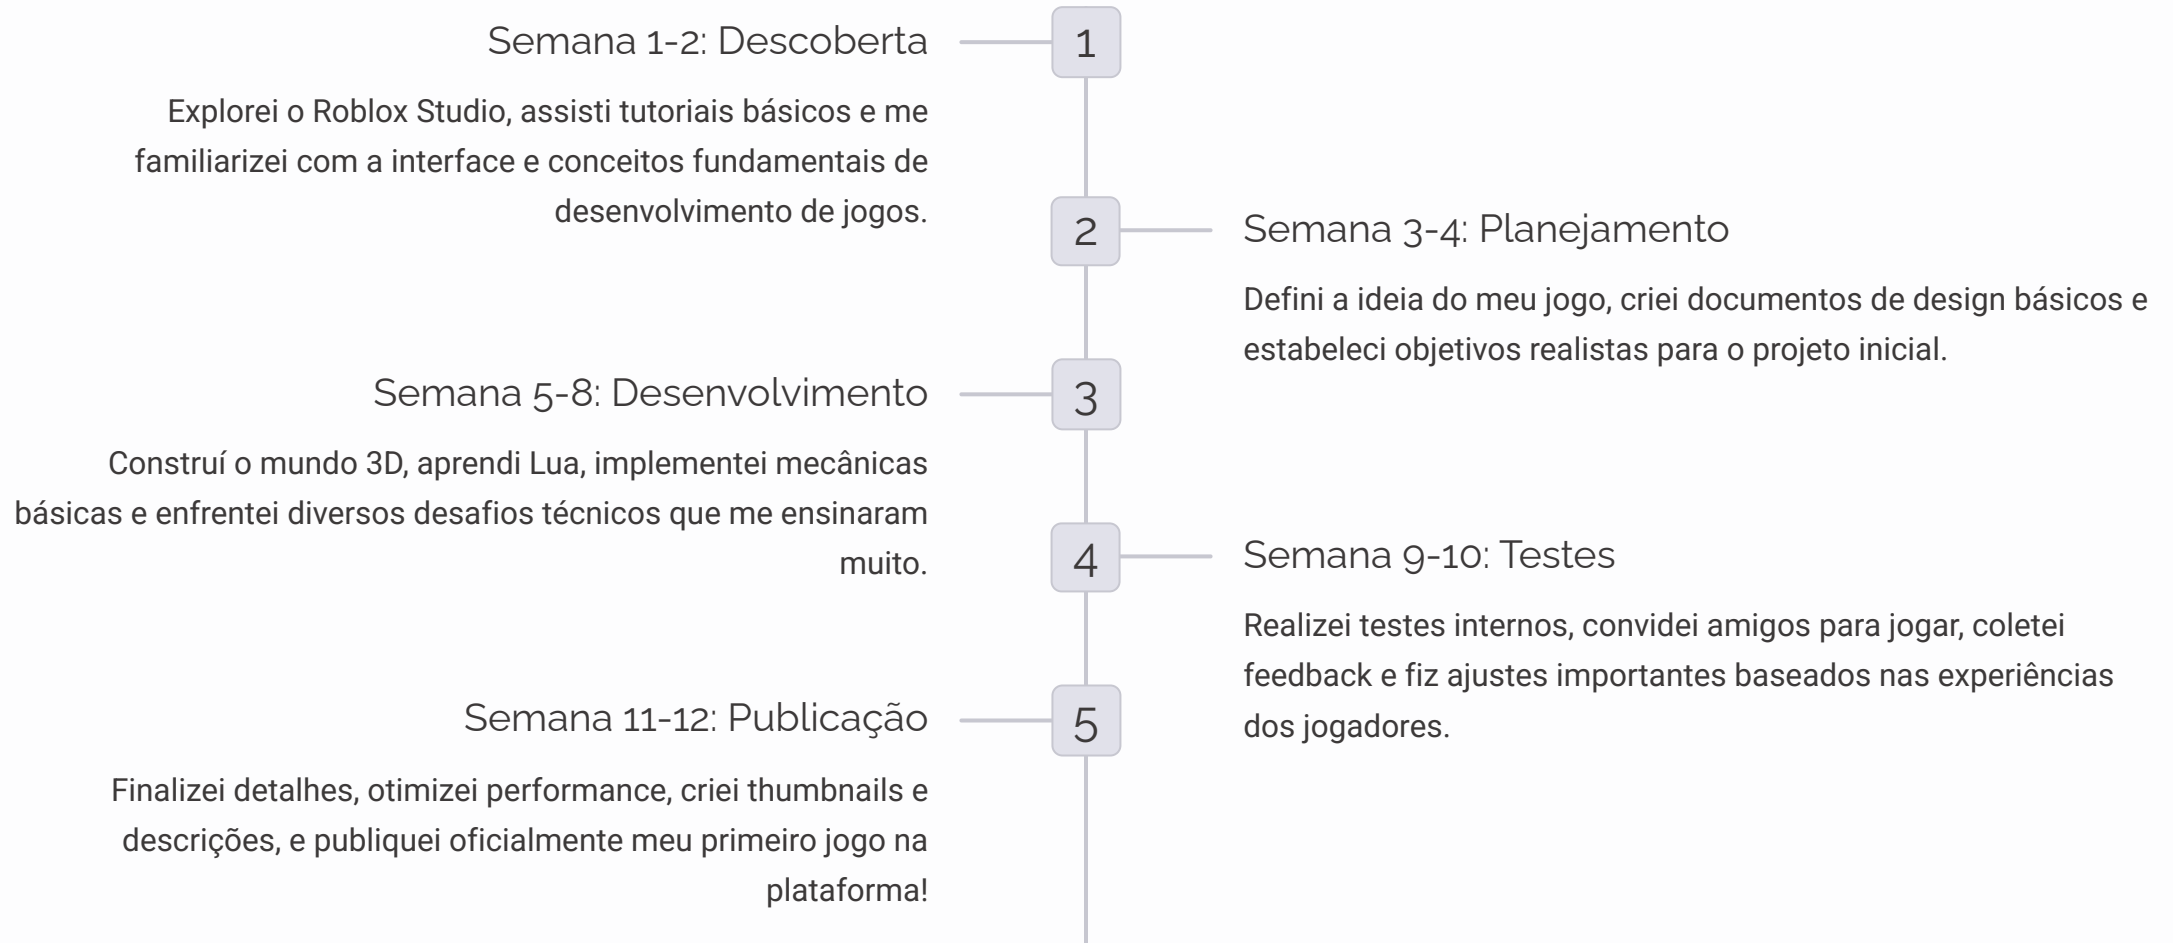 Semana 1-2: Descoberta
1
Explorei o Roblox Studio, assisti tutoriais básicos e me
familiarizei com a interface e conceitos fundamentais de
desenvolvimento de jogos.
2
Semana 3-4: Planejamento
Defini a ideia do meu jogo, criei documentos de design básicos e
estabeleci objetivos realistas para o projeto inicial.
Semana 5-8: Desenvolvimento
3
Construí o mundo 3D, aprendi Lua, implementei mecânicas
básicas e enfrentei diversos desafios técnicos que me ensinaram
muito.
4
Semana 9-10: Testes
Realizei testes internos, convidei amigos para jogar, coletei
feedback e fiz ajustes importantes baseados nas experiências
dos jogadores.
Semana 11-12: Publicação
5
Finalizei detalhes, otimizei performance, criei thumbnails e
descrições, e publiquei oficialmente meu primeiro jogo na
plataforma!